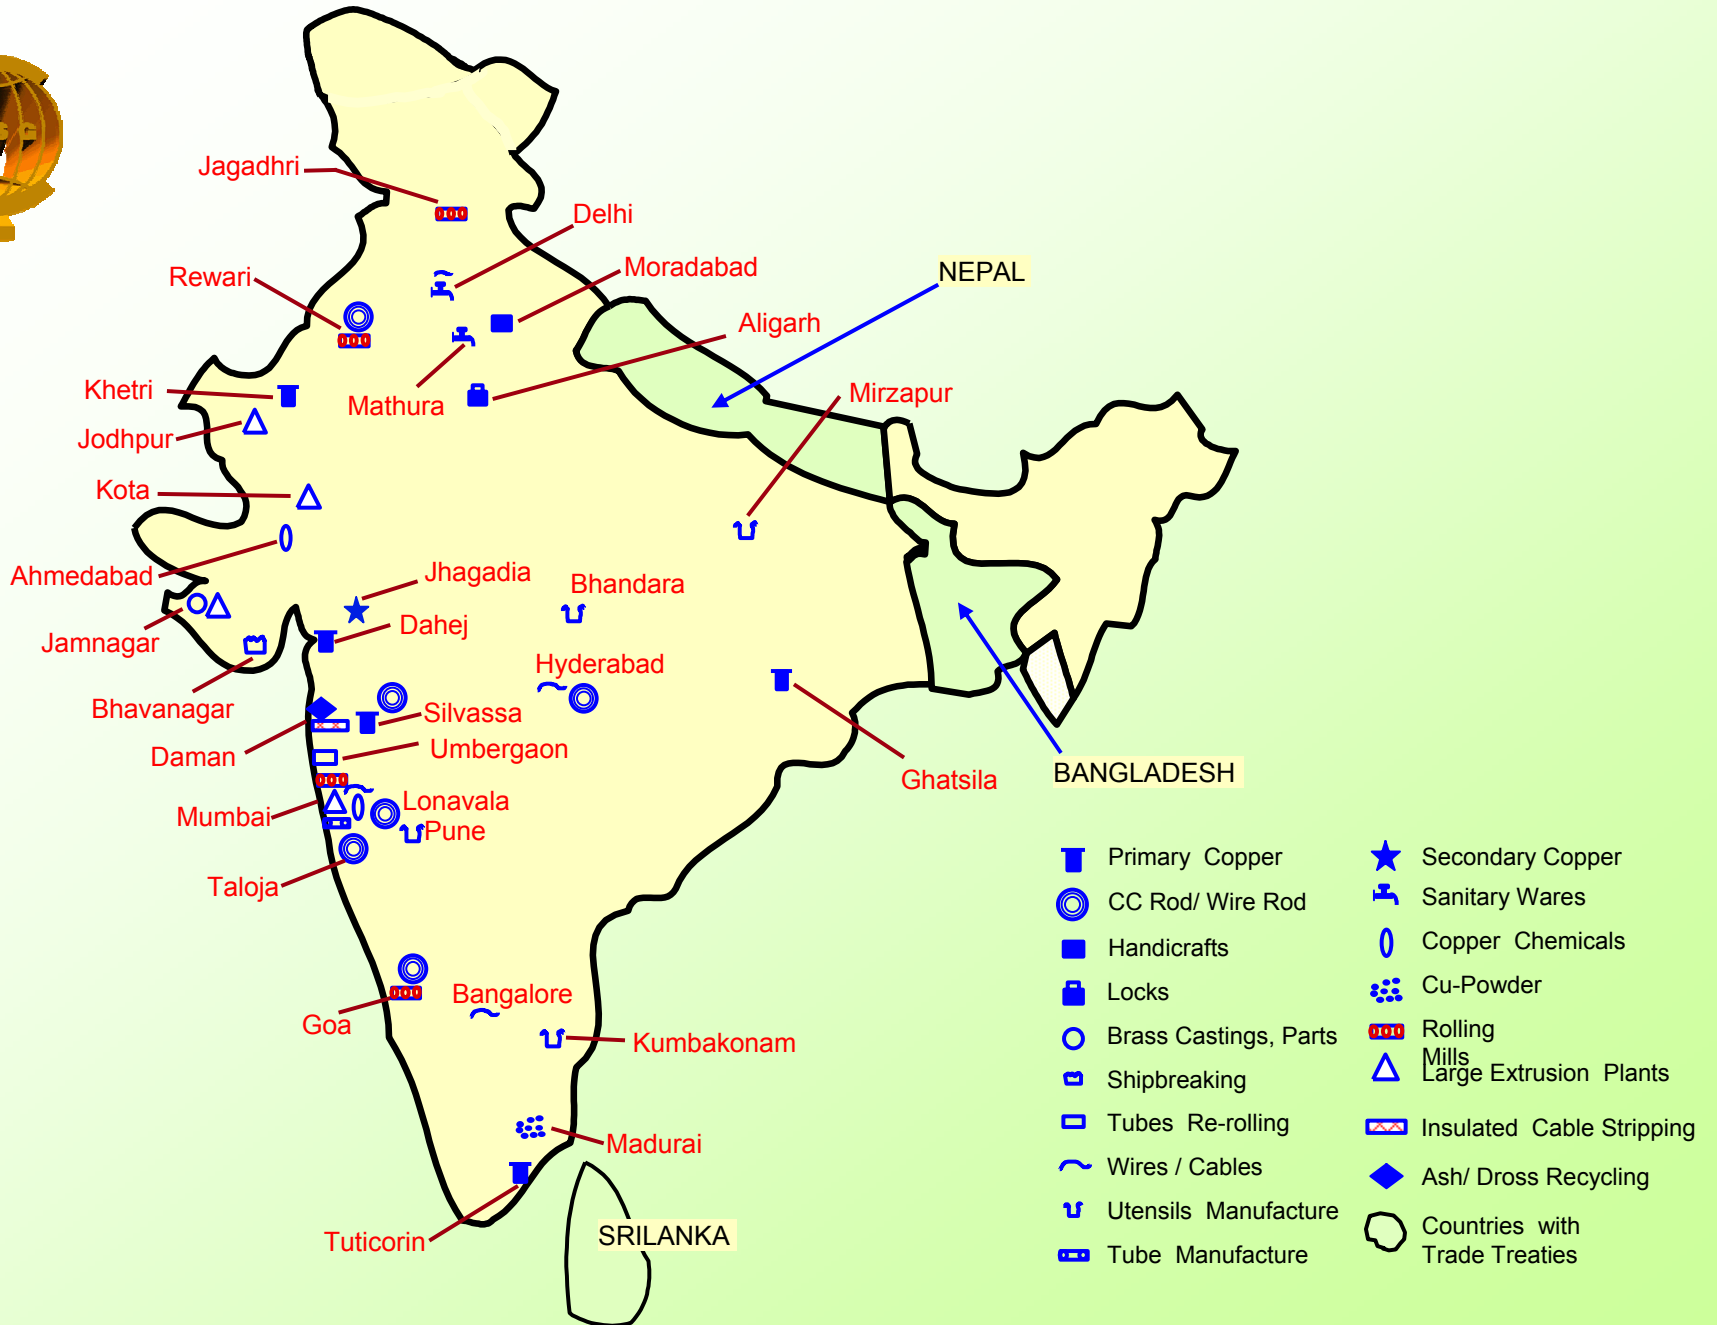 SG
Jagadhri
Delhi
Rewari
Moradabad
NEPAL
Aligarh
Khetri
Mathura
Mirzapur
Jodhpur
Kota
Ahmedabad
Jhagadia
Bhandara
Jamnagar
Dahej
Hyderabad
Bhavanagar
Silvassa
Daman
Umbergaon
Ghatsila
BANGLADESH
Mumbai
Lonavala
Pune
Taloja
Goa
Bangalore
Kumbakonam
Madurai
Tuticorin
SRILANKA
Primary Copper
CC Rod/ Wire Rod
Handicrafts
Locks
Brass Castings, Parts
Shipbreaking
Tubes Re-rolling
Wires / Cables
Utensils Manufacture
Tube Manufacture
Secondary Copper
Sanitary Wares
Copper Chemicals
Cu-Powder
Rolling
Mills
Large Extrusion Plants
Insulated Cable Stripping
Ash/ Dross Recycling
Countries with
Trade Treaties